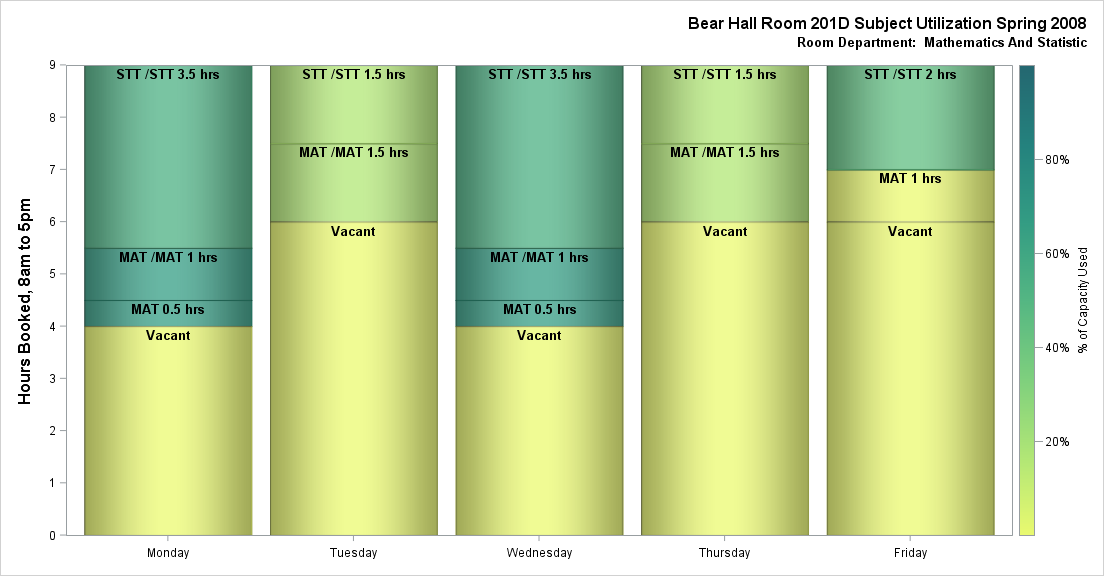 Bear Hall Room 201D Subject Utilization Spring 2008
Room Department:  Mathematics And Statistic
Hours Booked, 8am to 5pm
9
8
7
6
5
4
3
2
1
0
STT /STT 3.5 hrs
MAT /MAT 1 hrs
MAT 0.5 hrs
Vacant
STT /STT 1.5 hrs
MAT /MAT 1.5 hrs
Vacant
STT /STT 3.5 hrs
MAT /MAT 1 hrs
MAT 0.5 hrs
Vacant
STT /STT 1.5 hrs
MAT /MAT 1.5 hrs
Vacant
STT /STT 2 hrs
MAT 1 hrs
Vacant
Monday
Tuesday
Wednesday
Thursday
Friday
80%
60%
40%
20%
% of Capacity Used